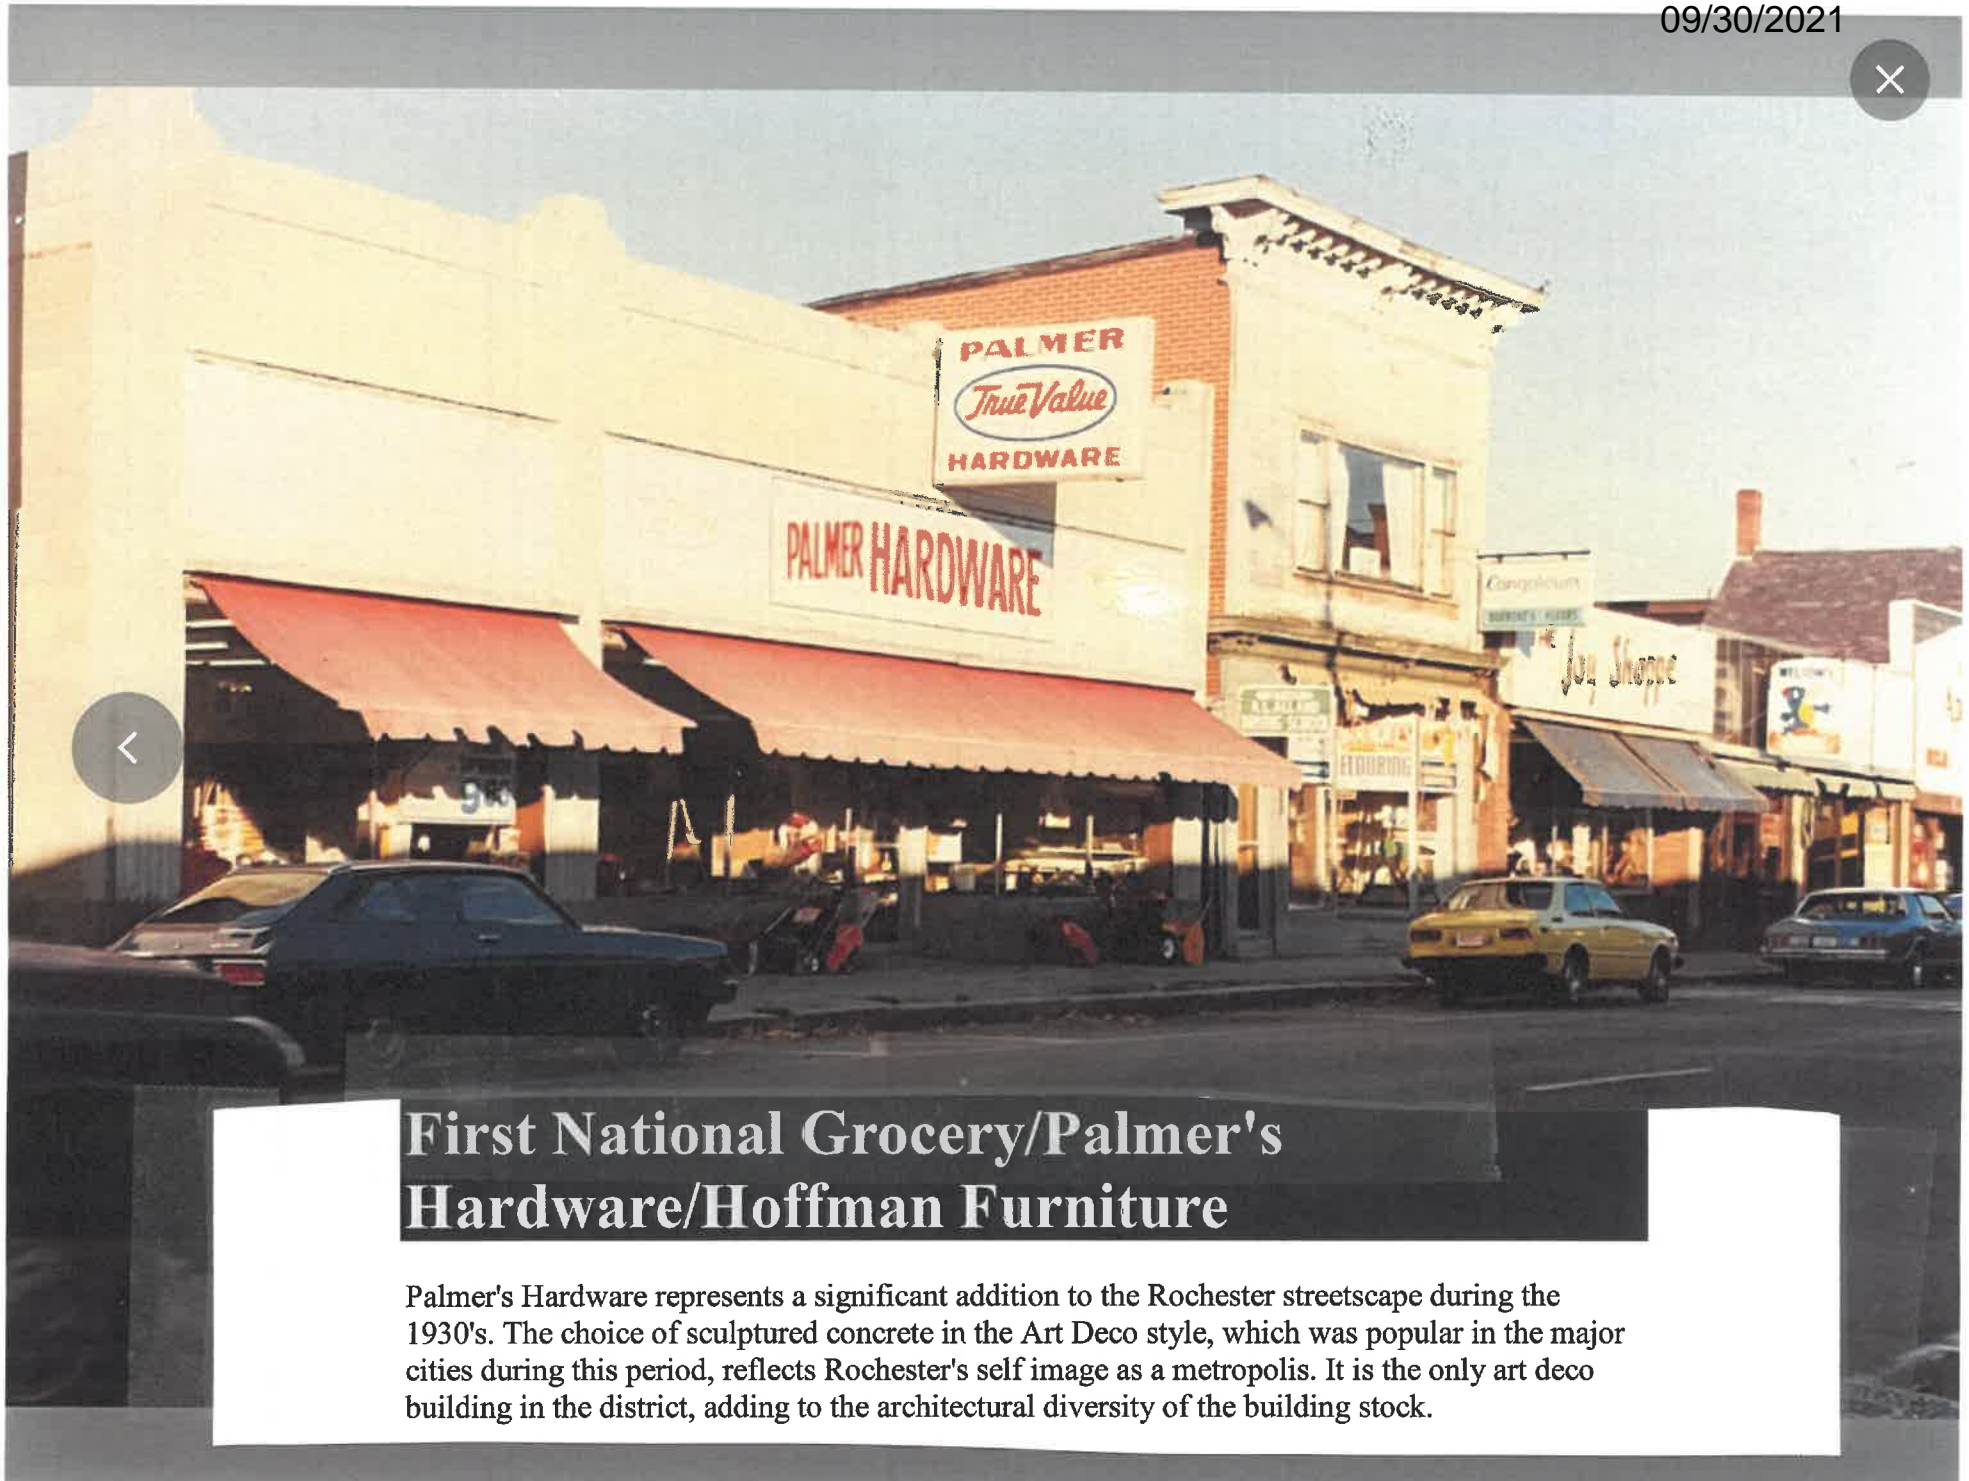 09/30/2021
PALMER
True Value
HARDWARE
PALMER HARDWARE
Congoleum
Joy Shoppe
FLOORING
First National Grocery/Palmer's
Hardware/Hoffman Furniture
Palmer's Hardware represents a significant addition to the Rochester streetscape during the
1930's. The choice of sculptured concrete in the Art Deco style, which was popular in the major
cities during this period, reflects Rochester's self image as a metropolis. It is the only art deco
building in the district, adding to the architectural diversity of the building stock.